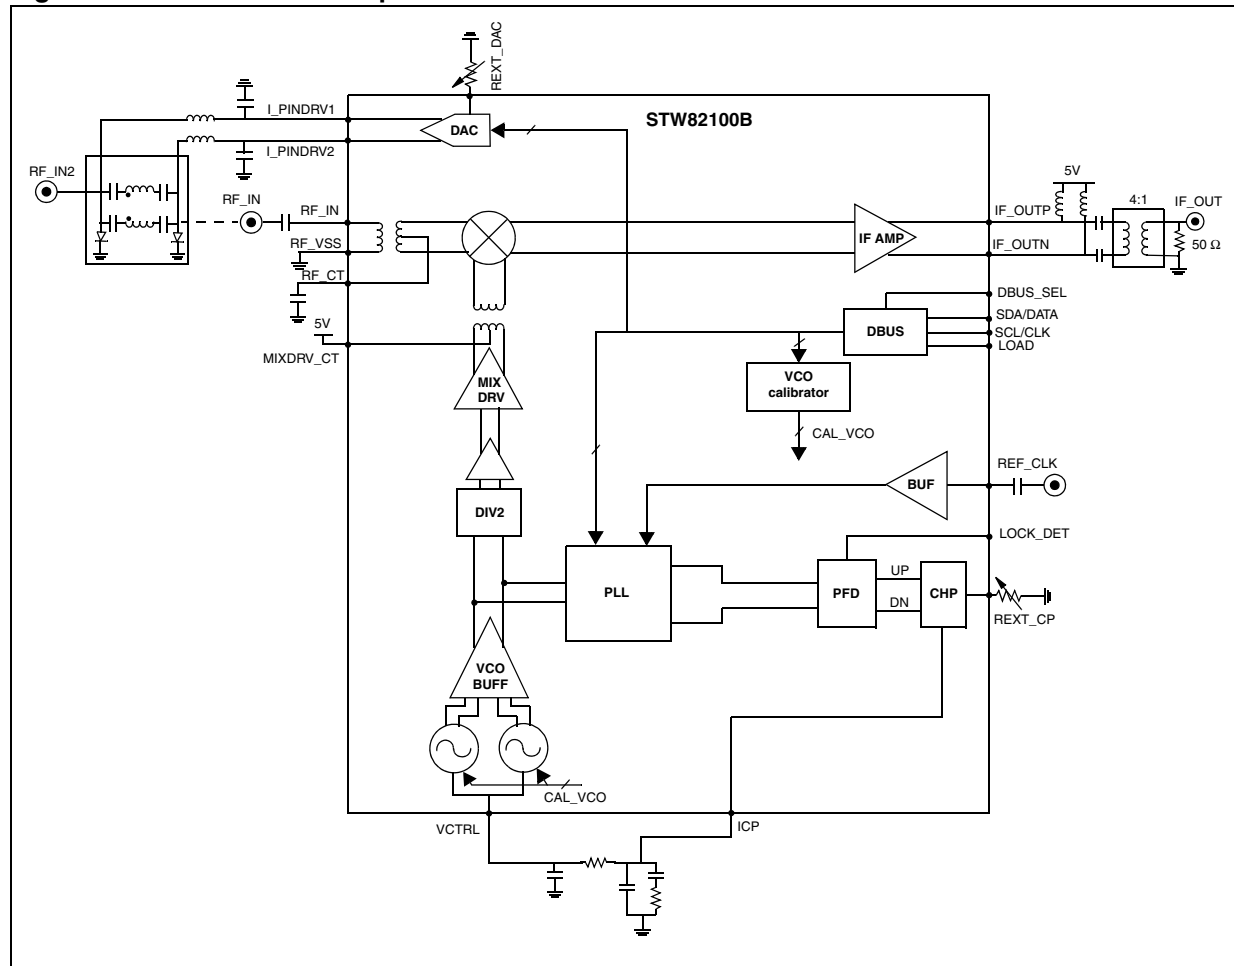 REXT_DAC
I_PINDRV1
STW82100B
DAC
I_PINDRV2
RF_IN2
5V
RF_IN
RF_IN
4:1
IF_OUT
IF_OUTP
RF_VSS
IF AMP
IF_OUTN
50 Ω
RF_CT
DBUS_SEL
5V
SDA/DATA
DBUS
SCL/CLK
LOAD
MIXDRV_CT
MIX
DRV
VCO
calibrator
CAL_VCO
REF_CLK
BUF
DIV2
LOCK_DET
PLL
UP
PFD
CHP
DN
REXT_CP
VCO
BUFF
CAL_VCO
VCTRL
ICP